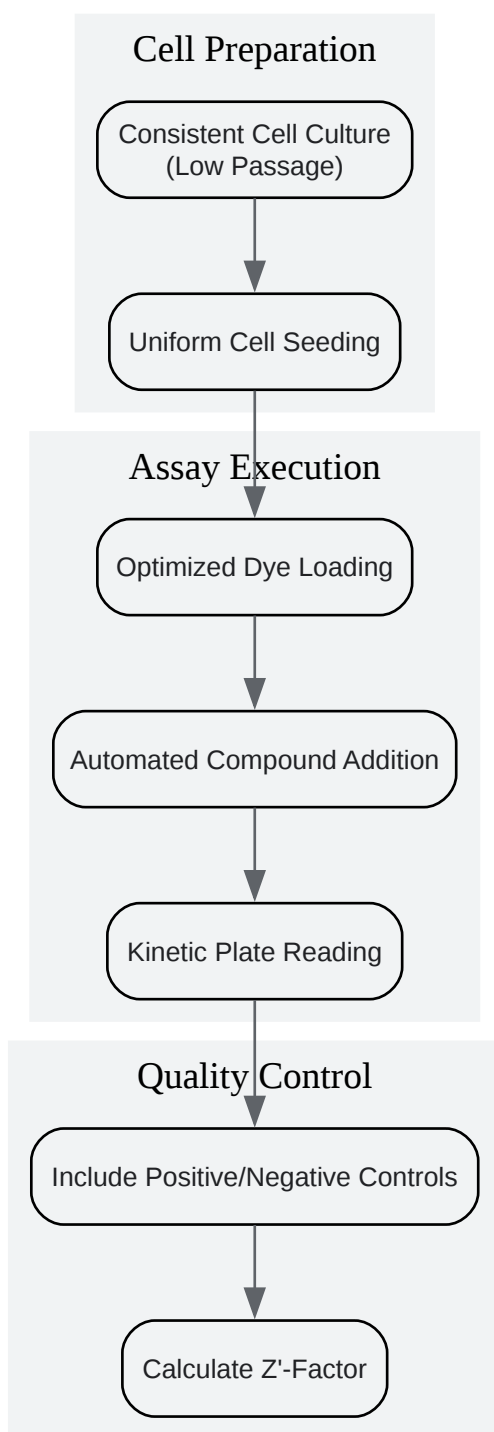 Cell Preparation
Consistent Cell Culture
(Low Passage)
Uniform Cell Seeding
Assay Execution
Optimized Dye Loading
Automated Compound Addition
Kinetic Plate Reading
Quality Control
Include Positive/Negative Controls
Calculate Z'-Factor